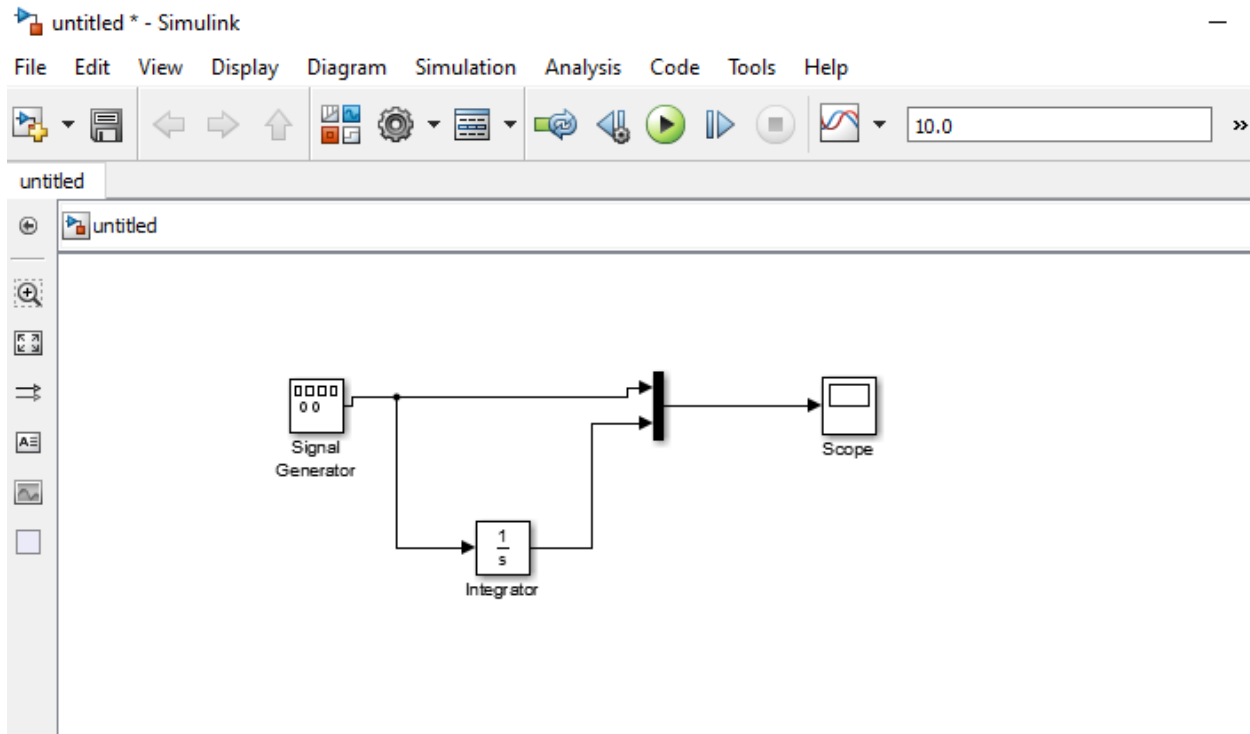 untitled * - Simulink
File Edit View Display Diagram Simulation Analysis Code Tools Help
10.0
»
untitled
untitled
Signal
Generator
Scope
1
s
Integrator